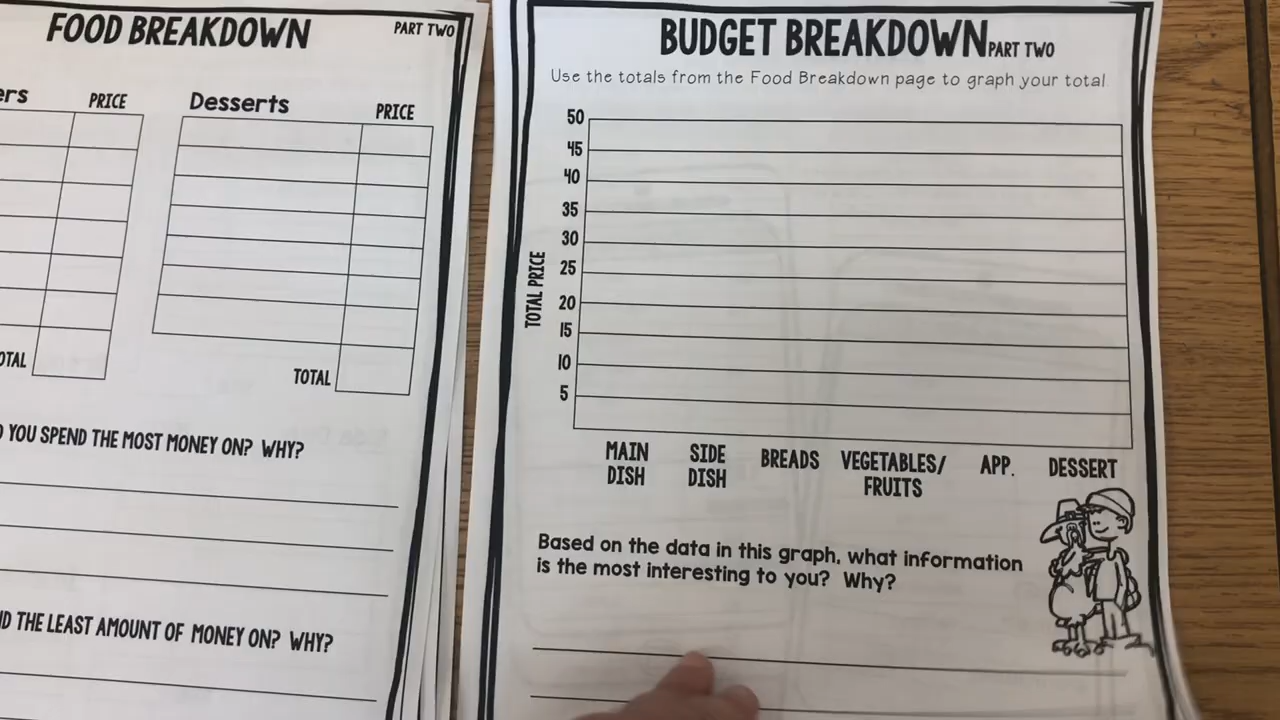 FOOD BREAKDOWN
PART TWO
PRICE
Desserts
PRICE
TOTAL
YOU SPEND THE MOST MONEY ON? WHY?
THE LEAST AMOUNT OF MONEY ON? WHY?
BUDGET BREAKDOWN PART TWO
Use the totals from the Food Breakdown page to graph your total.
50
45
40
35
30
25
20
15
10
5
TOTAL PRICE
MAIN DISH
SIDE DISH
BREADS
VEGETABLES/
FRUITS
APP.
DESSERT
Based on the data in this graph, what information
is the most interesting to you? Why?